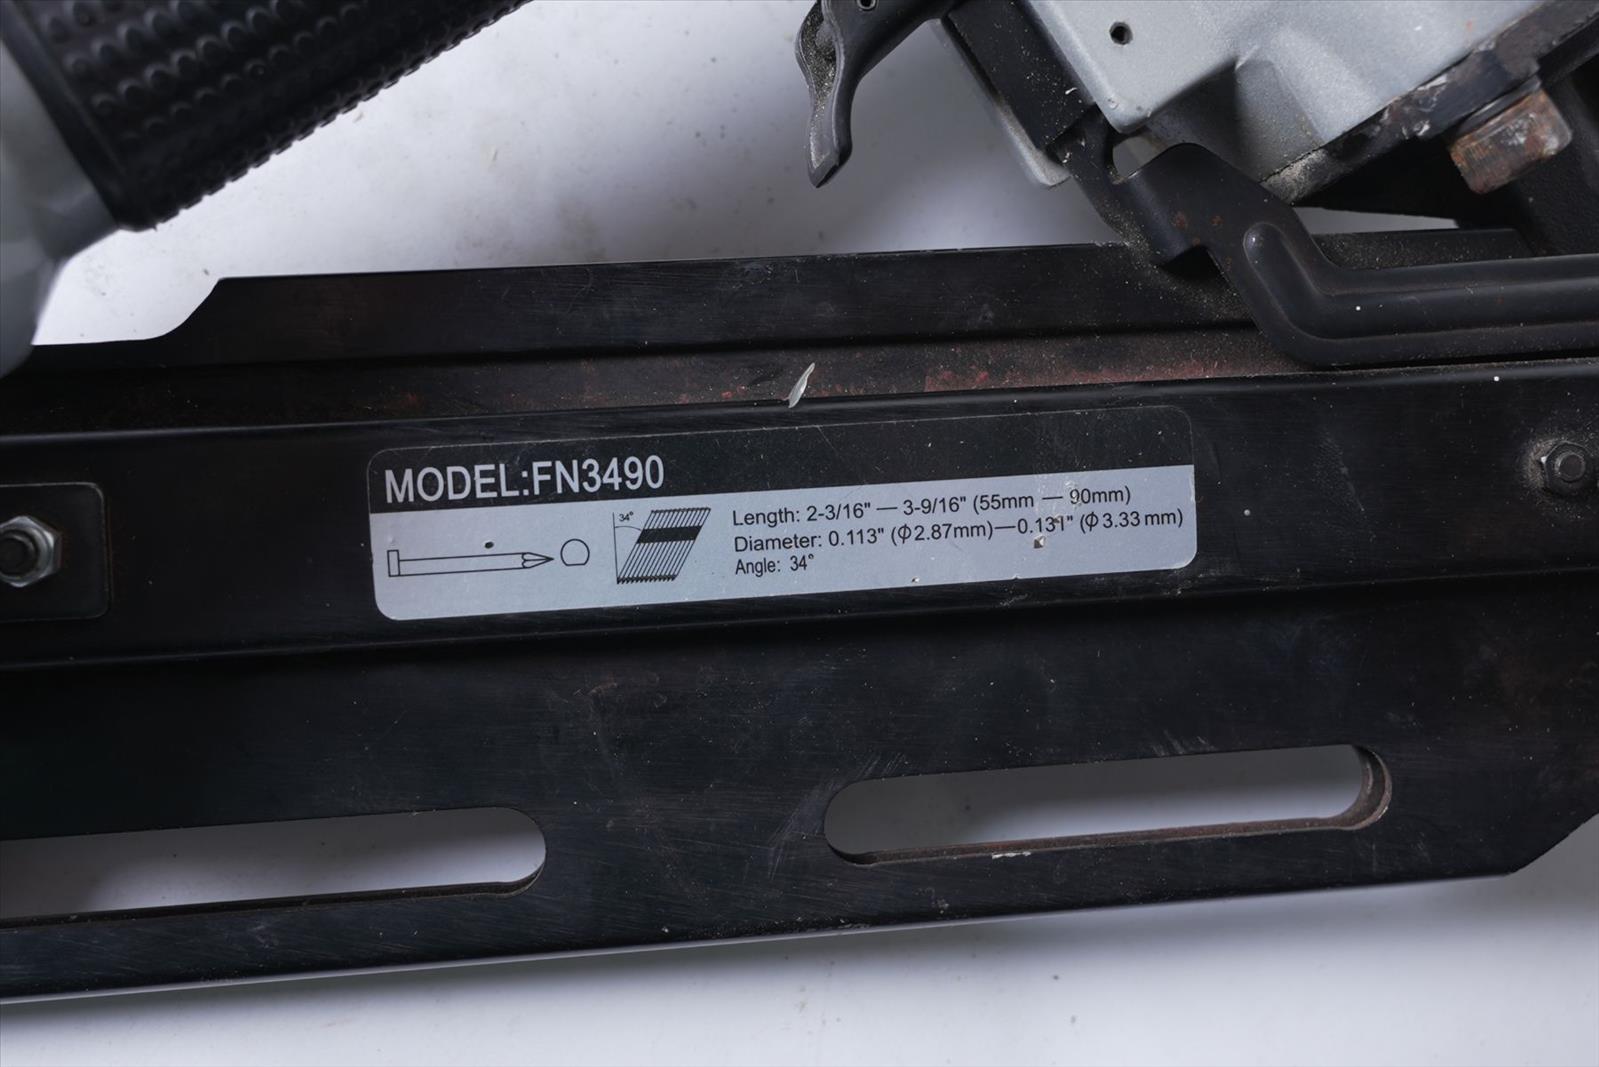 MODEL:FN3490
34°
Length: 2-3/16" — 3-9/16" (55mm — 90mm)
Diameter: 0.113" (Φ2.87mm)—0.131" (Φ3.33mm)
Angle: 34°